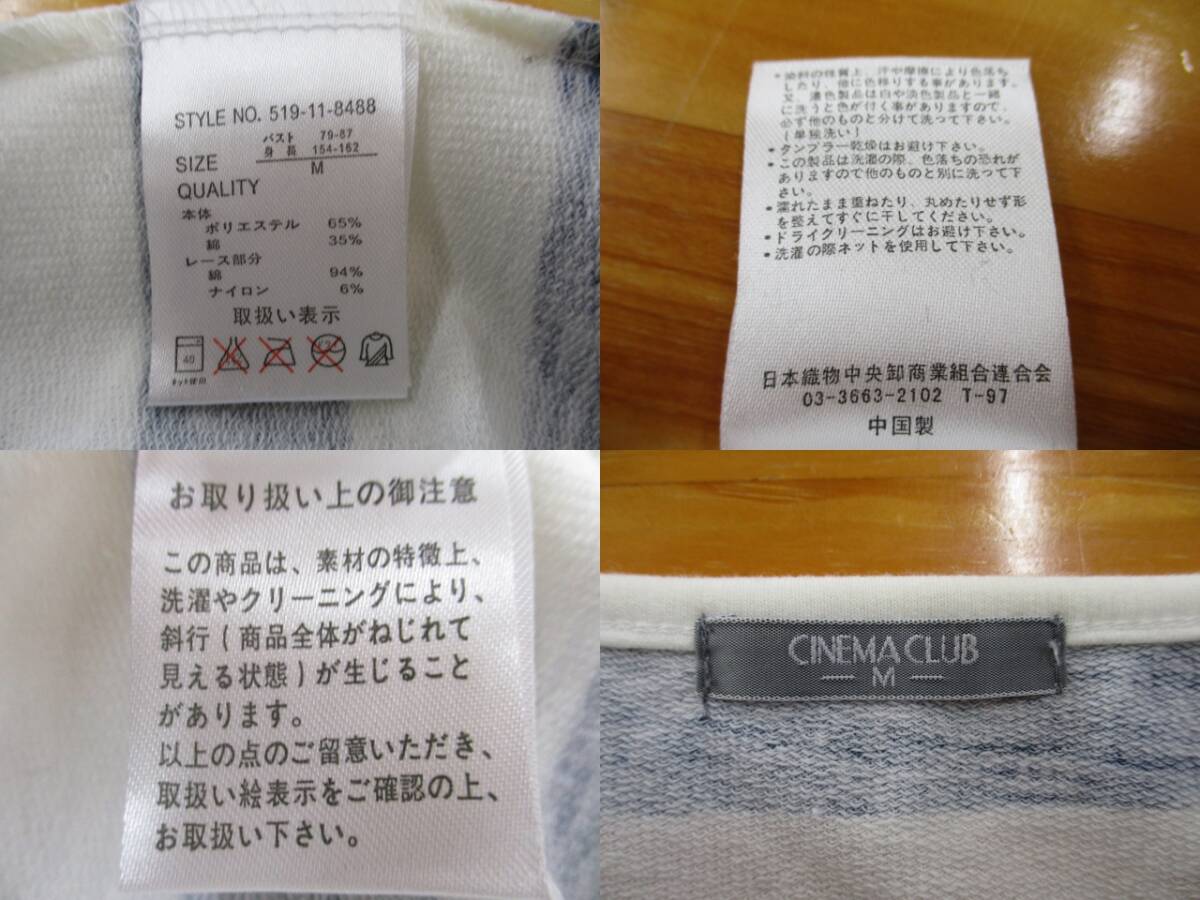 STYLE NO. 519-11-8488
バスト 79-87
身長 154-162
SIZE M
QUALITY
本体
ポリエステル 65%
綿 35%
レース部分
綿 94%
ナイロン 6%
取扱い表示
40
ネット使用
•染料の性質上、汗や摩擦により色落ち
したり、他に色移りする事があります。
又、濃色製品は白や淡色製品と一緒
に洗うと色が付く事がありますので、
必ず他のものと分けて洗って下さい。
(単独洗い)
•タンブラー乾燥はお避け下さい。
•この製品は洗濯の際、色落ちの恐れが
ありますので他のものと別に洗って下
さい。
•濡れたまま重ねたり、丸めたりせず形
を整えてすぐに干してください。
•ドライクリーニングはお避け下さい。
•洗濯の際ネットを使用して下さい。
日本織物中央卸商業組合連合会
03-3663-2102 T-97
中国製
お取り扱い上の御注意
この商品は、素材の特徴上、
洗濯やクリーニングにより、
斜行(商品全体がねじれて
見える状態)が生じること
があります。
以上の点のご留意いただき、
取扱い絵表示をご確認の上、
お取扱い下さい。
CINEMA CLUB
M